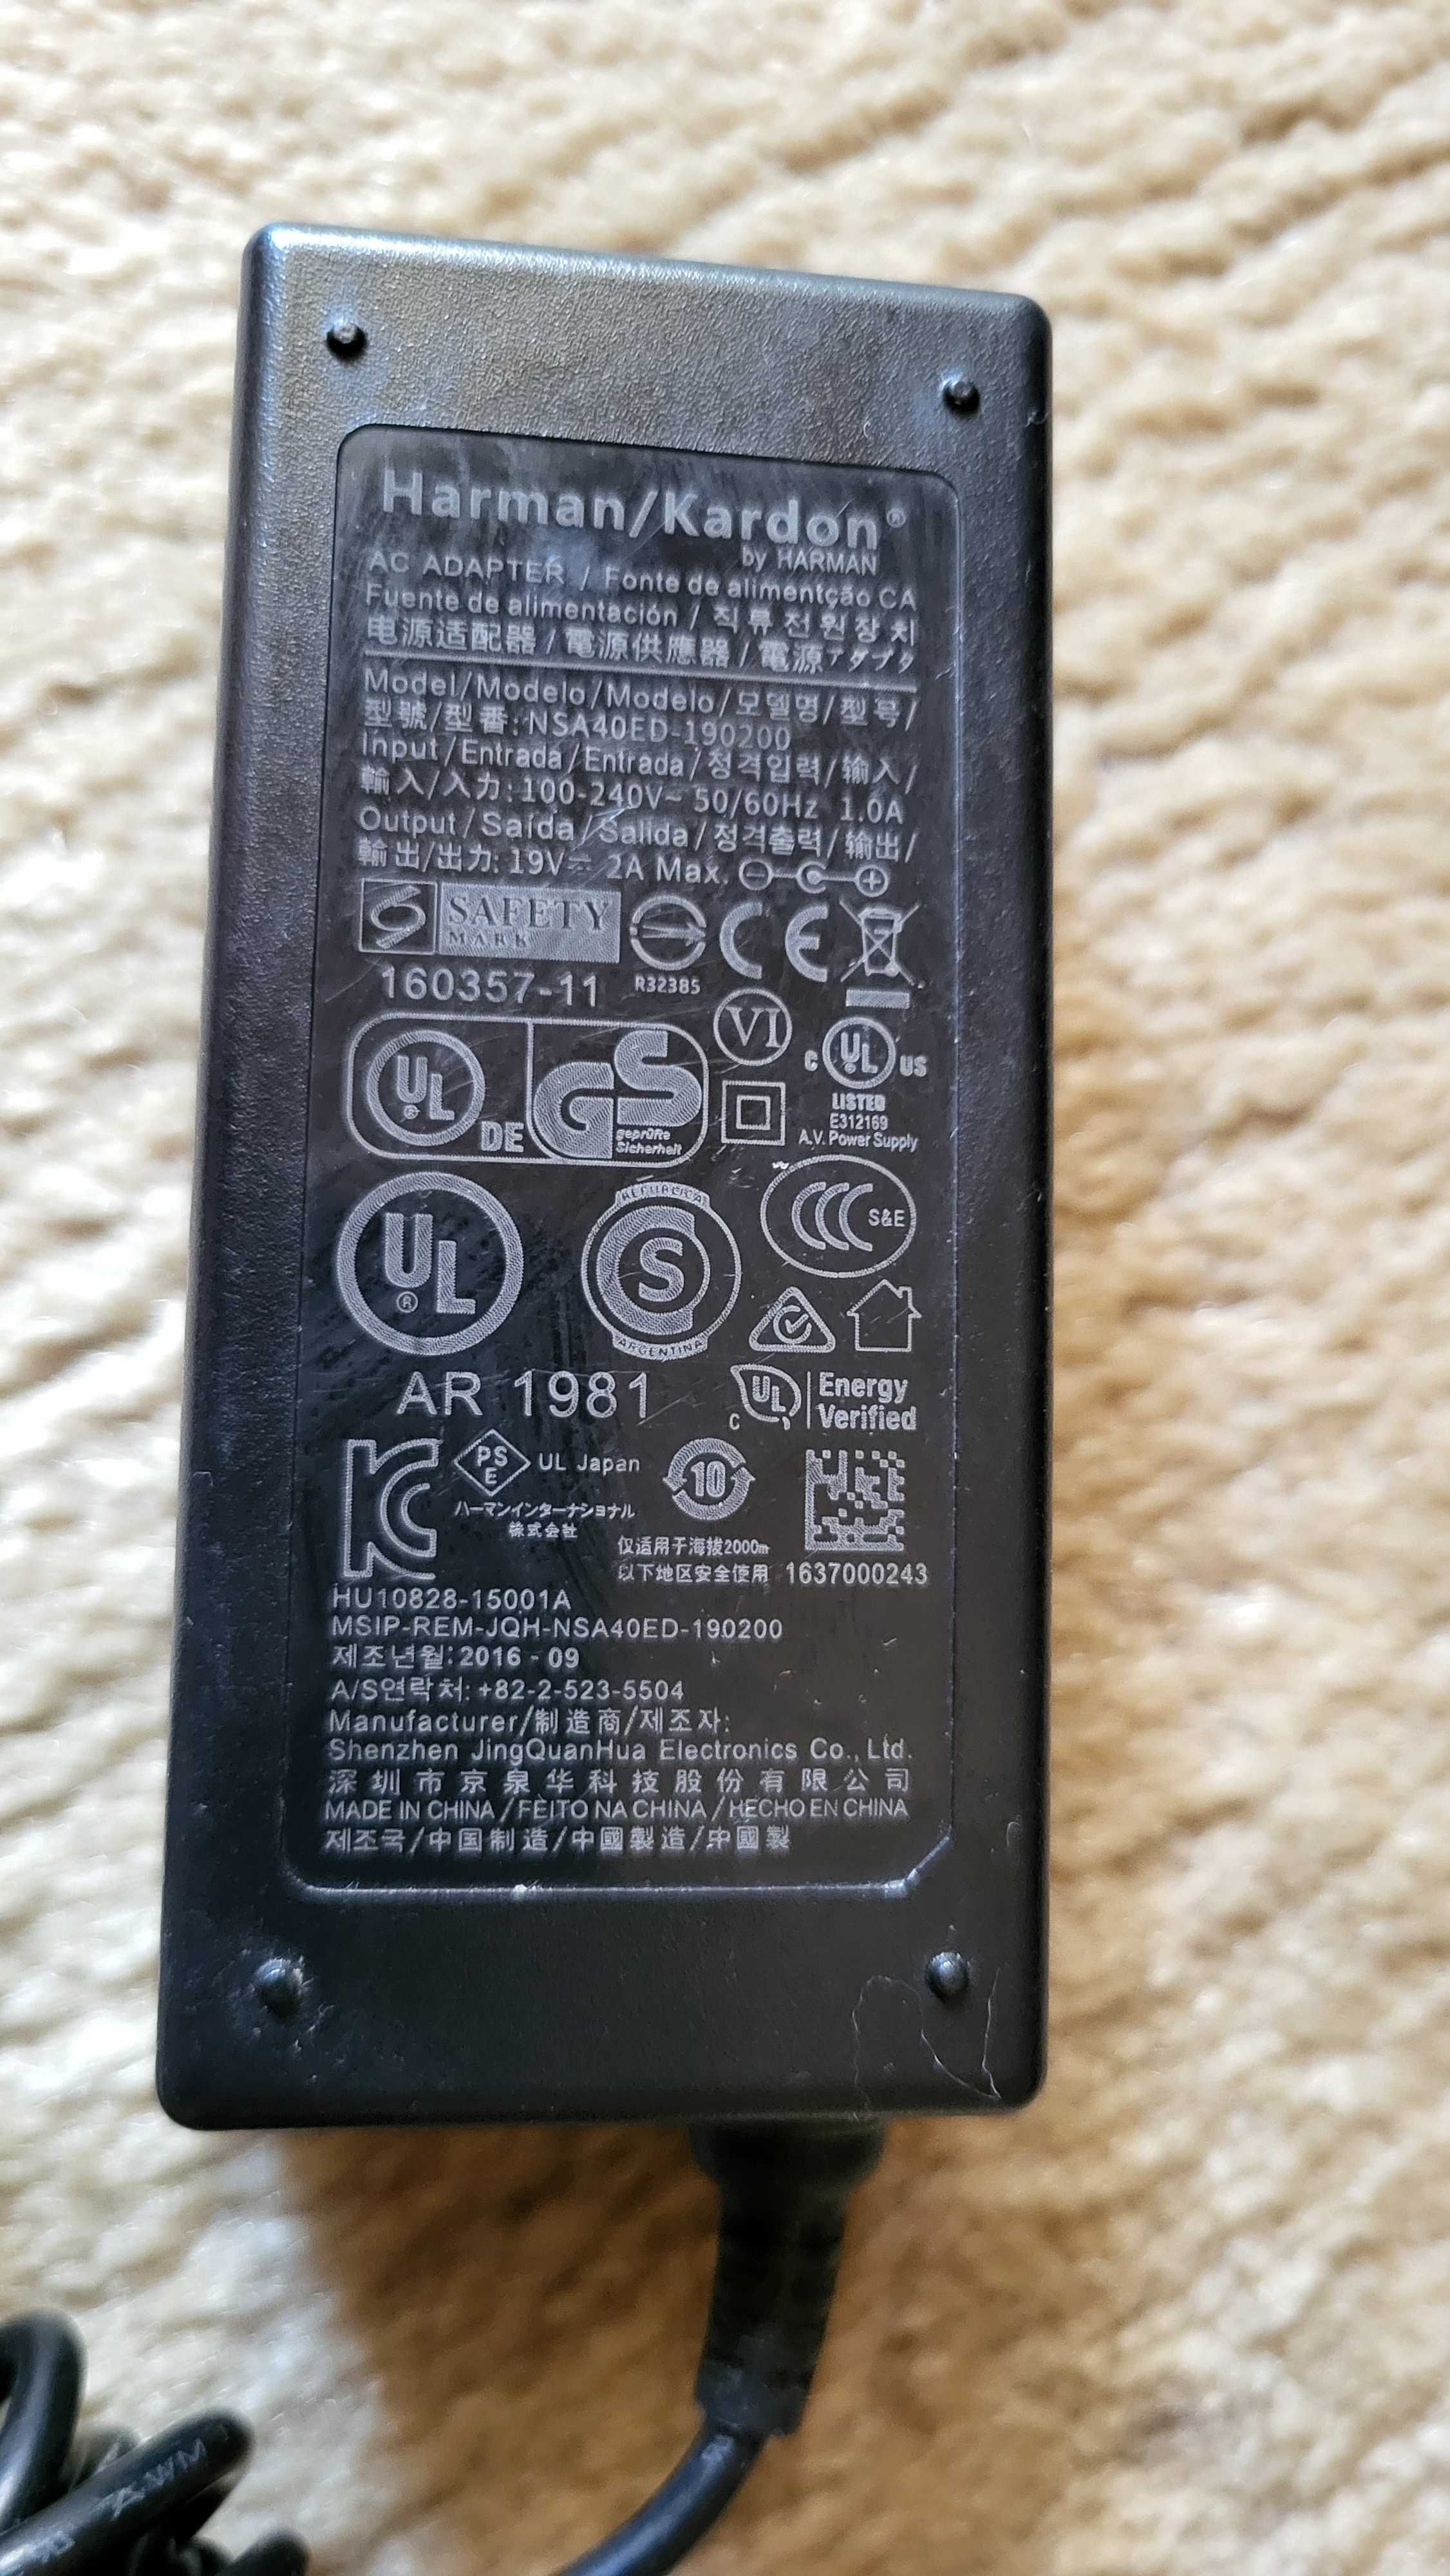 Harman/Kardon®
by HARMAN
AC ADAPTER / Fonte de alimentção CA
Fuente de alimentación / 직류전원장치
电源适配器 / 電源供應器 / 電源アダプタ
Model/Modelo/Modelo/모델명/型号/
型號/型番: NSA40ED-190200
Input/Entrada/Entrada/정격입력/输入/
輸入/入力: 100-240V~ 50/60Hz 1.0A
Output/Saída/Salida/정격출력/输出/
輸出/出力: 19V⎓ 2A Max.
SAFETY
MARK
160357-11
R32385
CE
VI
UL
DE
GS
geprüfte
Sicherheit
C UL US
LISTED
E312169
A.V. Power Supply
UL
®
REPUBLICA
S
ARGENTINA
CCC S&E
AR 1981
C UL
Energy
Verified
KC
PS
E
UL Japan
ハーマンインターナショナル
株式会社
10
仅适用于海拔2000m
以下地区安全使用
1637000243
HU10828-15001A
MSIP-REM-JQH-NSA40ED-190200
제조년월: 2016 - 09
A/S연락처: +82-2-523-5504
Manufacturer/制造商/제조자:
Shenzhen JingQuanHua Electronics Co., Ltd.
深圳市京泉华科技股份有限公司
MADE IN CHINA / FEITO NA CHINA / HECHO EN CHINA
제조국/中国制造/中國製造/中國製
AWM